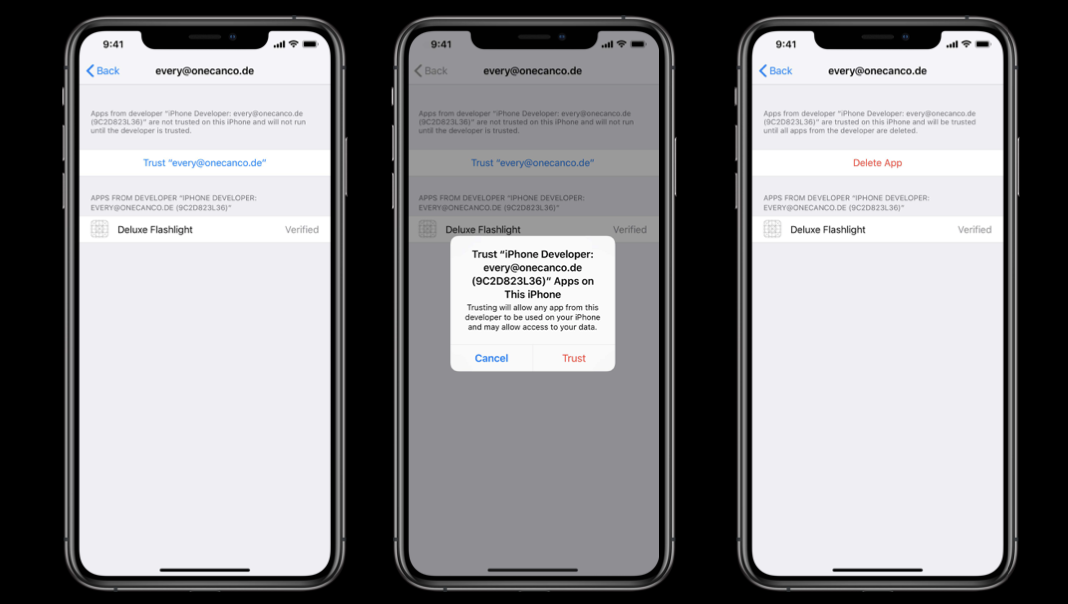 9:41
Back
every@onecanco.de
Apps from developer “iPhone Developer: every@onecanco.de
(9C2D823L36)” are not trusted on this iPhone and will not run
until the developer is trusted.
Trust “every@onecanco.de”
APPS FROM DEVELOPER “IPHONE DEVELOPER:
EVERY@ONECANCO.DE (9C2D823L36)”
Deluxe Flashlight
Verified
9:41
Back
every@onecanco.de
Apps from developer “iPhone Developer: every@onecanco.de
(9C2D823L36)” are not trusted on this iPhone and will not run
until the developer is trusted.
Trust “every@onecanco.de”
APPS FROM DEVELOPER “IPHONE DEVELOPER:
EVERY@ONECANCO.DE (9C2D823L36)”
Deluxe Flashlight
Verified
Trust “iPhone Developer:
every@onecanco.de
(9C2D823L36)” Apps on
This iPhone
Trusting will allow any app from this
developer to be used on your iPhone
and may allow access to your data.
Cancel
Trust
9:41
Back
every@onecanco.de
Apps from developer “iPhone Developer: every@onecanco.de
(9C2D823L36)” are trusted on this iPhone and will be trusted
until all apps from the developer are deleted.
Delete App
APPS FROM DEVELOPER “IPHONE DEVELOPER:
EVERY@ONECANCO.DE (9C2D823L36)”
Deluxe Flashlight
Verified